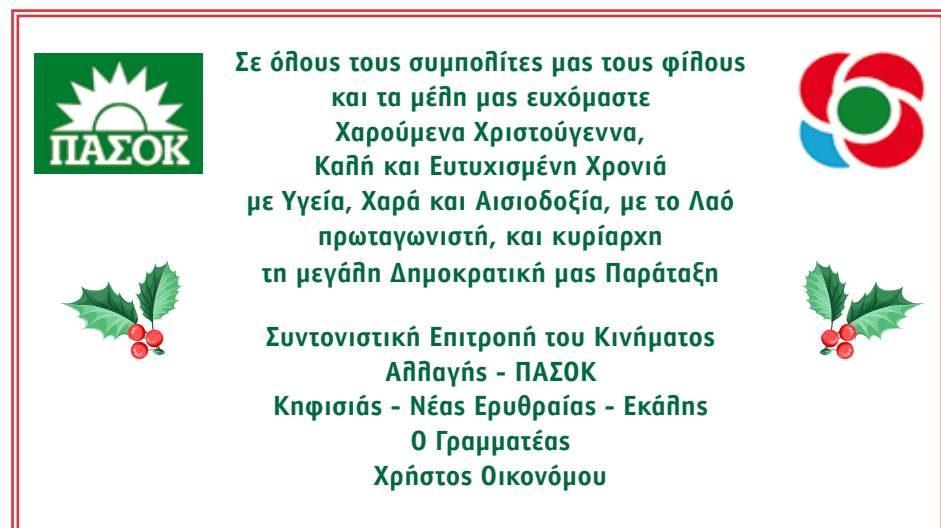 ΠΑΣΟΚ
Σε όλους τους συμπολίτες μας τους φίλους
και τα μέλη μας ευχόμαστε
Χαρούμενα Χριστούγεννα,
Καλή και Ευτυχισμένη Χρονιά
με Υγεία, Χαρά και Αισιοδοξία, με το Λαό
πρωταγωνιστή, και κυρίαρχη
τη μεγάλη Δημοκρατική μας Παράταξη
Συντονιστική Επιτροπή του Κινήματος
Αλλαγής - ΠΑΣΟΚ
Κηφισιάς - Νέας Ερυθραίας - Εκάλης
Ο Γραμματέας
Χρήστος Οικονόμου